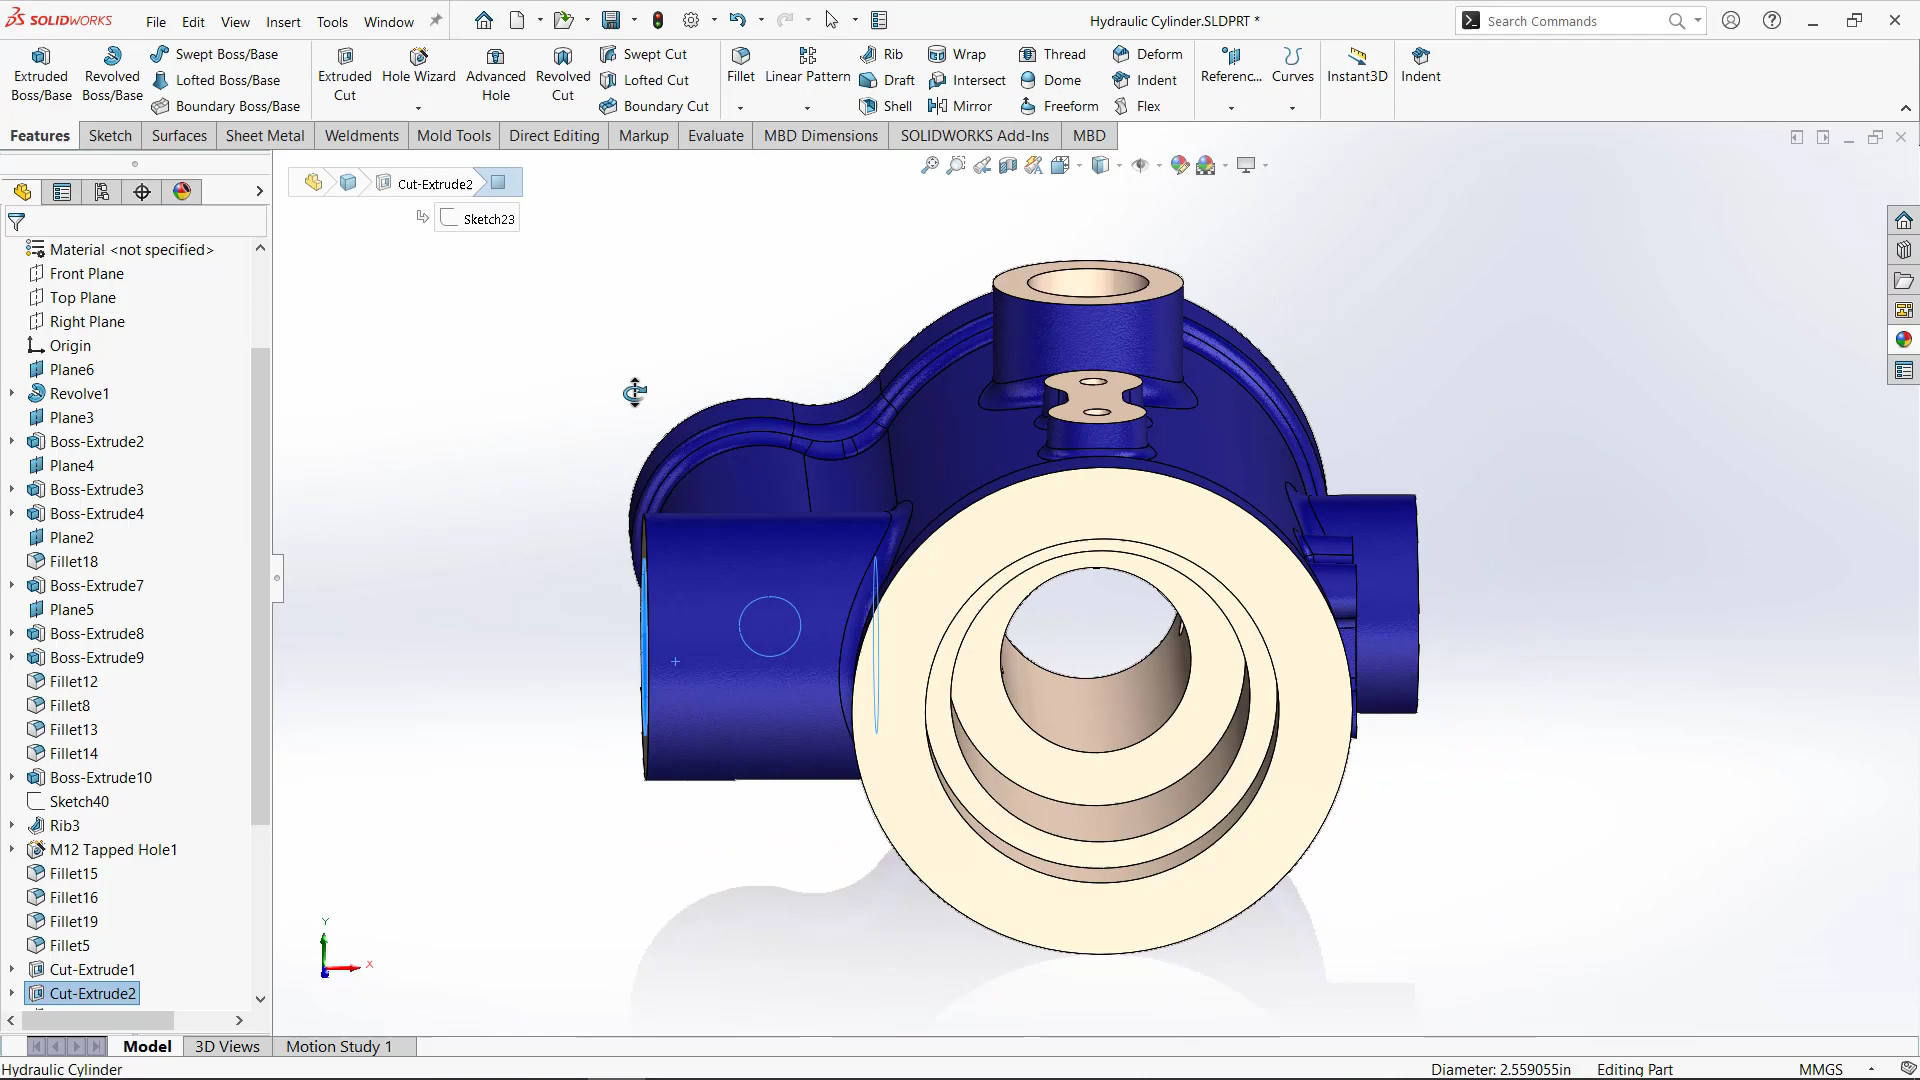 SOLIDWORKS File Edit View Insert Tools Window Hydraulic Cylinder.SLDPRT * Search Commands
Extruded Boss/Base
Revolved Boss/Base
Swept Boss/Base
Lofted Boss/Base
Boundary Boss/Base
Extruded Cut
Hole Wizard
Advanced Hole
Revolved Cut
Swept Cut
Lofted Cut
Boundary Cut
Fillet
Linear Pattern
Rib
Draft
Shell
Wrap
Intersect
Mirror
Thread
Dome
Freeform
Deform
Indent
Flex
Referenc...
Curves
Instant3D
Indent
Features Sketch Surfaces Sheet Metal Weldments Mold Tools Direct Editing Markup Evaluate MBD Dimensions SOLIDWORKS Add-Ins MBD
Cut-Extrude2
Sketch23
Material <not specified>
Front Plane
Top Plane
Right Plane
Origin
Plane6
Revolve1
Plane3
Boss-Extrude2
Plane4
Boss-Extrude3
Boss-Extrude4
Plane2
Fillet18
Boss-Extrude7
Plane5
Boss-Extrude8
Boss-Extrude9
Fillet12
Fillet8
Fillet13
Fillet14
Boss-Extrude10
Sketch40
Rib3
M12 Tapped Hole1
Fillet15
Fillet16
Fillet19
Fillet5
Cut-Extrude1
Cut-Extrude2
Y
X
Model 3D Views Motion Study 1
Hydraulic Cylinder Diameter: 2.559055in Editing Part MMGS